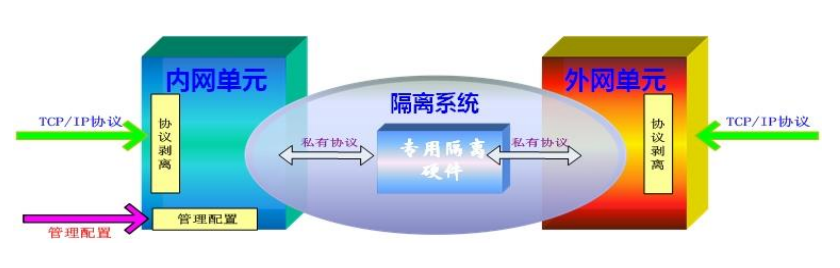 内网单元
外网单元
隔离系统
TCP/IP协议
协议剥离
私有协议
专用隔离
硬件
私有协议
协议剥离
TCP/IP协议
管理配置
管理配置